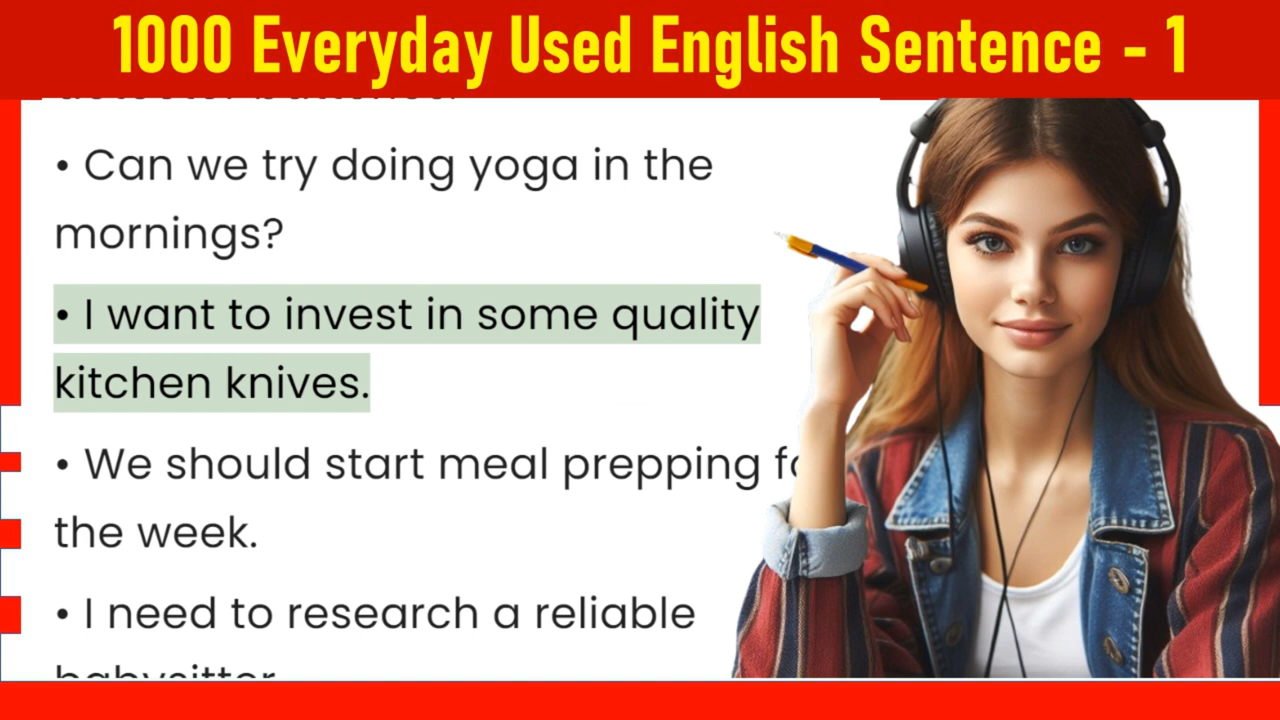 1000 Everyday Used English Sentence - 1
• Can we try doing yoga in the
mornings?
• I want to invest in some quality
kitchen knives.
• We should start meal prepping
the week.
• I need to research a reliable